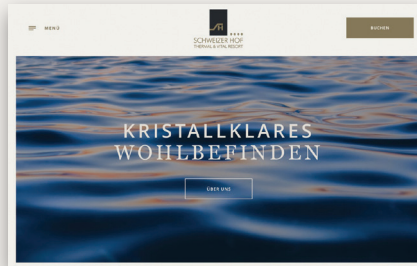 MENÜ
SCHWEIZER HOF
THERMAL & VITAL RESORT
BUCHEN
KRISTALLKLARES
WOHLBEFINDEN
ÜBER UNS